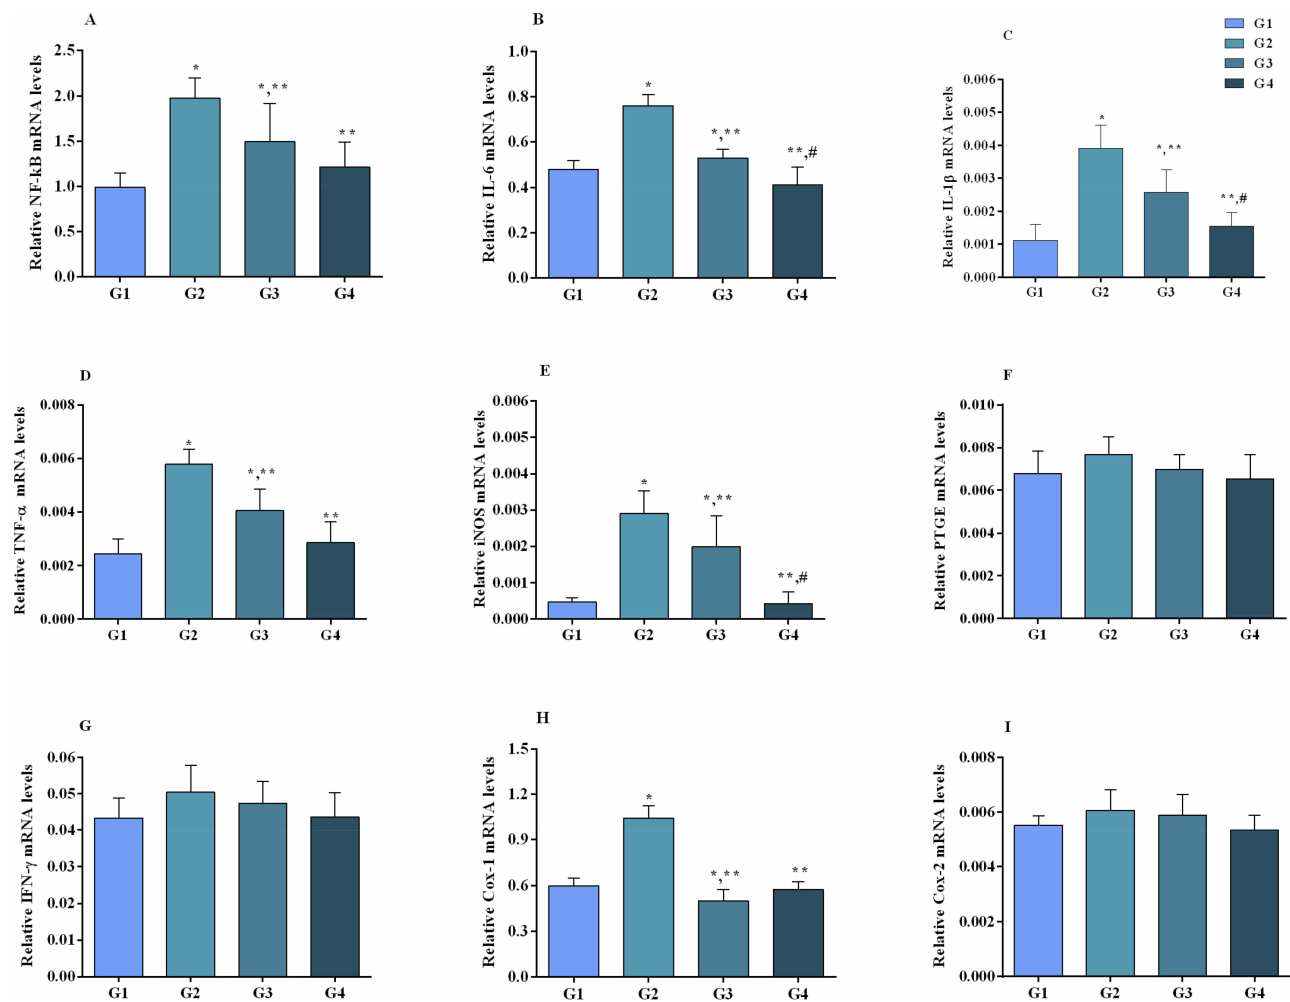 A
Relative NF-kB mRNA levels
2.5
2.0
1.5
1.0
0.5
0.0
*
*,**
**
G1 G2 G3 G4
B
Relative IL-6 mRNA levels
1.0
0.8
0.6
0.4
0.2
0.0
*
*,**
**,#
G1 G2 G3 G4
C
Relative IL-1β mRNA levels
0.006
0.004
0.003
0.002
0.001
0.000
*
*,**
**,#
G1 G2 G3 G4
G1
G2
G3
G4
D
Relative TNF-α mRNA levels
0.008
0.006
0.004
0.002
0.000
*
*,**
**
G1 G2 G3 G4
E
Relative iNOS mRNA levels
0.006
0.005
0.004
0.003
0.002
0.001
0.000
*
*,**
**,#
G1 G2 G3 G4
F
Relative PTGE mRNA levels
0.010
0.008
0.006
0.004
0.002
0.000
G1 G2 G3 G4
G
Relative IFN-γ mRNA levels
0.06
0.05
0.04
0.03
0.02
0.01
0.00
G1 G2 G3 G4
H
Relative Cox-1 mRNA levels
1.5
1.2
0.9
0.6
0.3
0.0
*
*,**
**
G1 G2 G3 G4
I
Relative Cox-2 mRNA levels
0.008
0.006
0.004
0.002
0.000
G1 G2 G3 G4